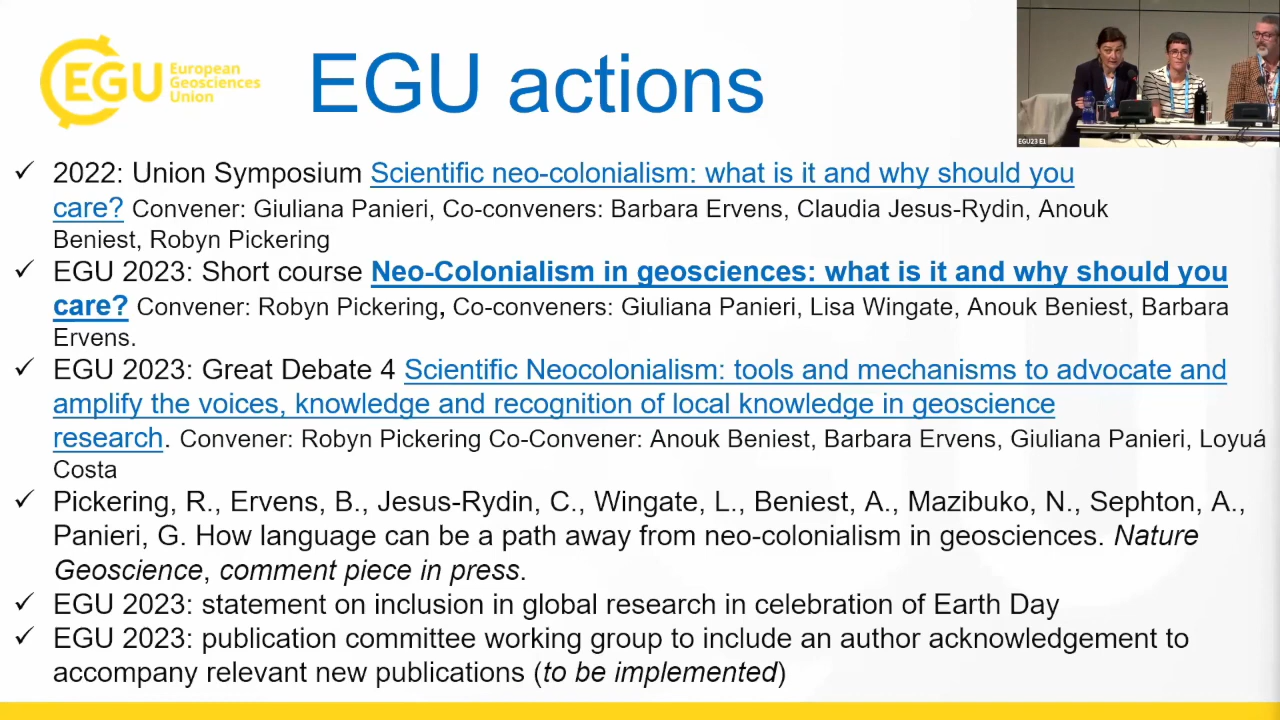 EGU European
Geosciences
Union
EGU actions
EGU23 E1
✓ 2022: Union Symposium Scientific neo-colonialism: what is it and why should you
care? Convener: Giuliana Panieri, Co-conveners: Barbara Ervens, Claudia Jesus-Rydin, Anouk
Beniest, Robyn Pickering
✓ EGU 2023: Short course Neo-Colonialism in geosciences: what is it and why should you
care? Convener: Robyn Pickering, Co-conveners: Giuliana Panieri, Lisa Wingate, Anouk Beniest, Barbara
Ervens.
✓ EGU 2023: Great Debate 4 Scientific Neocolonialism: tools and mechanisms to advocate and
amplify the voices, knowledge and recognition of local knowledge in geoscience
research. Convener: Robyn Pickering Co-Convener: Anouk Beniest, Barbara Ervens, Giuliana Panieri, Loyuá
Costa
✓ Pickering, R., Ervens, B., Jesus-Rydin, C., Wingate, L., Beniest, A., Mazibuko, N., Sephton, A.,
Panieri, G. How language can be a path away from neo-colonialism in geosciences. Nature
Geoscience, comment piece in press.
✓ EGU 2023: statement on inclusion in global research in celebration of Earth Day
✓ EGU 2023: publication committee working group to include an author acknowledgement to
accompany relevant new publications (to be implemented)